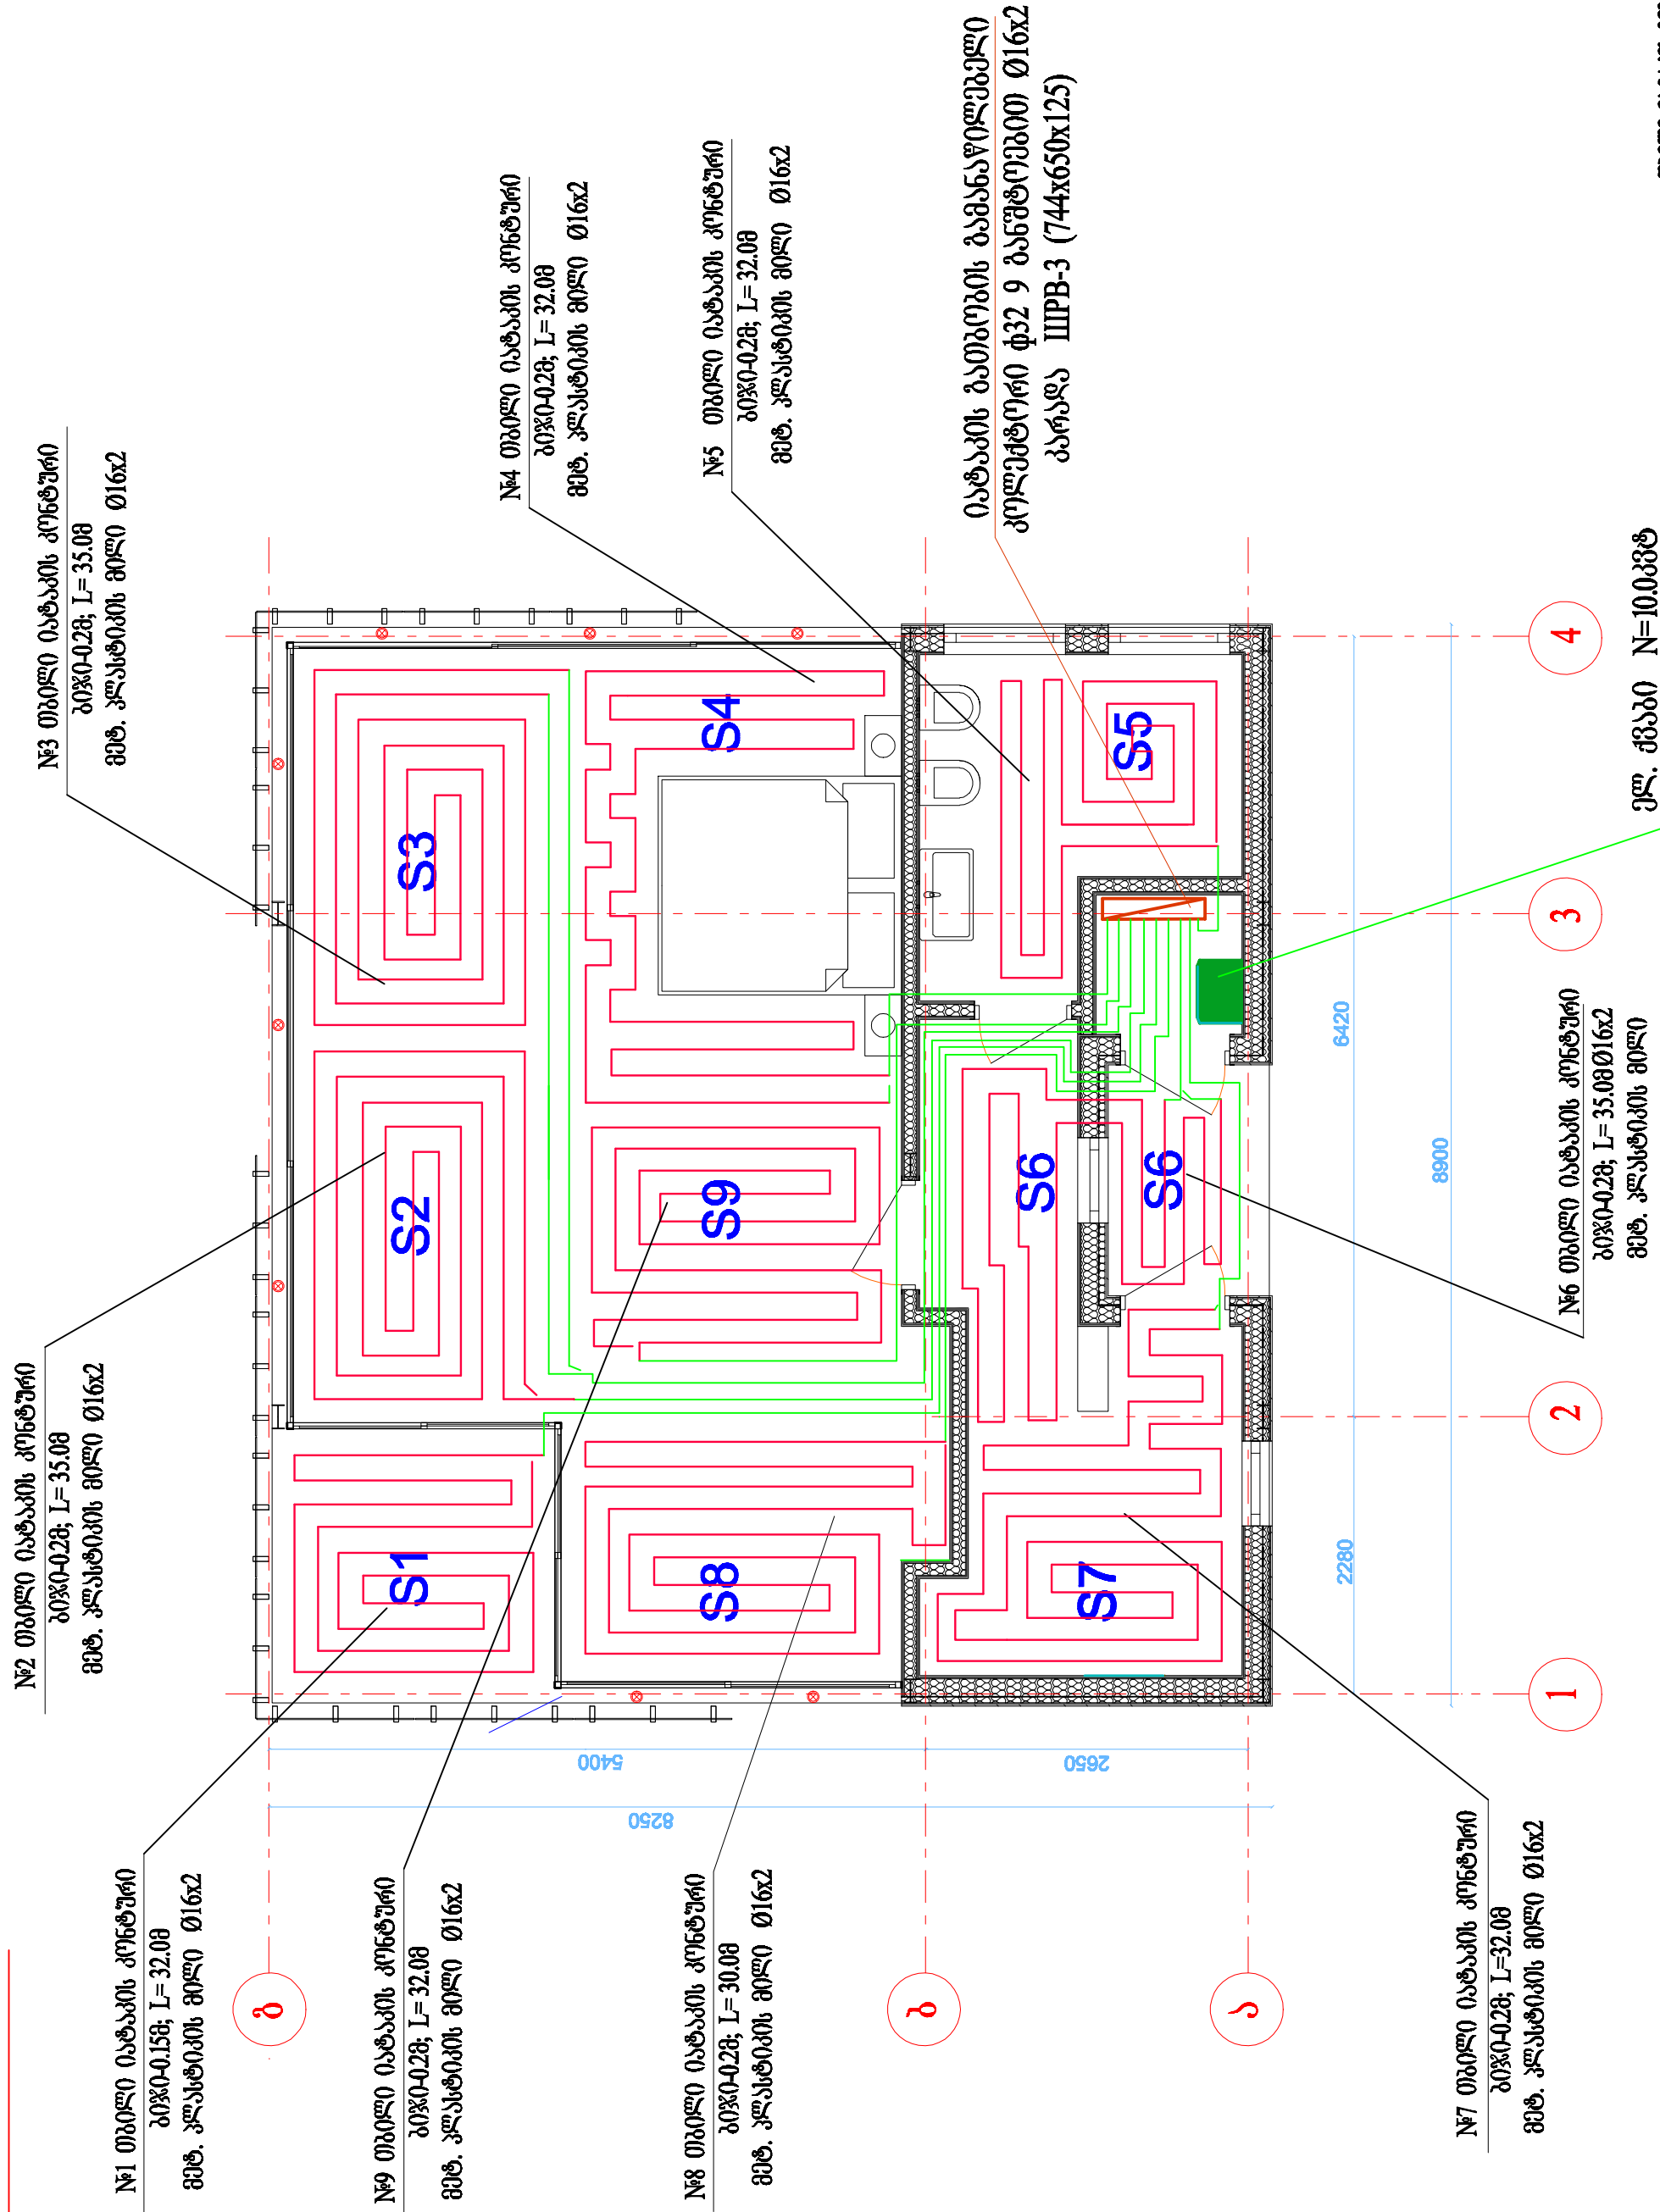 №1 თბილი იატაკის კონტური
ბიჯი-0.15მ; L= 32.0მ
მეტ. პლასტიკის მილი Ø16x2
№2 თბილი იატაკის კონტური
ბიჯი-0.2მ; L= 35.0მ
მეტ. პლასტიკის მილი Ø16x2
№3 თბილი იატაკის კონტური
ბიჯი-0.2მ; L= 35.0მ
მეტ. პლასტიკის მილი Ø16x2
№4 თბილი იატაკის კონტური
ბიჯი-0.2მ; L= 32.0მ
მეტ. პლასტიკის მილი Ø16x2
№5 თბილი იატაკის კონტური
ბიჯი-0.2მ; L= 32.0მ
მეტ. პლასტიკის მილი Ø16x2
იატაკის გათბობის გამანაწილებელი
კოლექტორი ф32 9 განშტოებით Ø16x2
კარადა ШРВ-3 (744x650x125)
№9 თბილი იატაკის კონტური
ბიჯი-0.2მ; L= 32.0მ
მეტ. პლასტიკის მილი Ø16x2
№8 თბილი იატაკის კონტური
ბიჯი-0.2მ; L= 30.0მ
მეტ. პლასტიკის მილი Ø16x2
№7 თბილი იატაკის კონტური
ბიჯი-0.2მ; L=32.0მ
მეტ. პლასტიკის მილი Ø16x2
№6 თბილი იატაკის კონტური
ბიჯი-0.2მ; L= 35.0მØ16x2
მეტ. პლასტიკის მილი
ელ. ქვაბი N=10.0კვტ
S1
S2
S3
S4
S5
S6
S6
S7
S8
S9
5400
2650
8250
2280
6420
8900
გ
ბ
ა
1
2
3
4